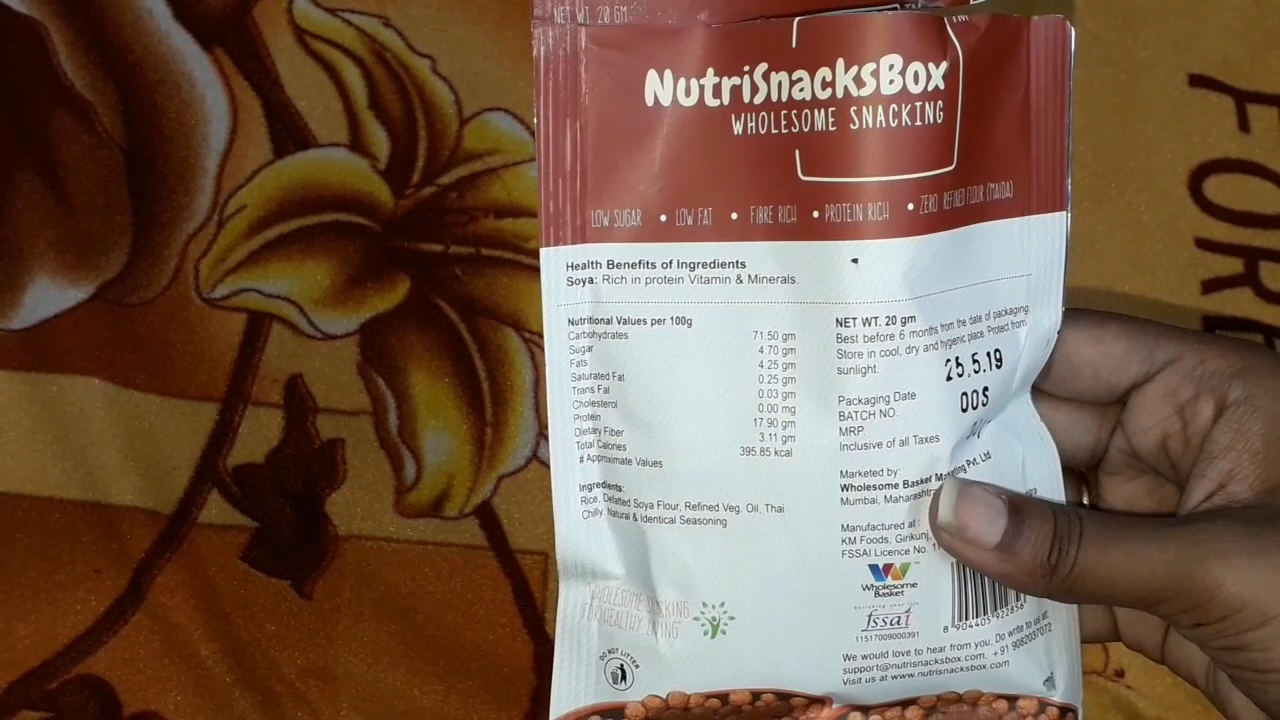 NET WT. 20 GM
TM
NutriSnacksBox
WHOLESOME SNACKING
LOW SUGAR • LOW FAT • FIBRE RICH • PROTEIN RICH • ZERO REFINED FLOUR (MAIDA)
Health Benefits of Ingredients
Soya: Rich in protein Vitamin & Minerals.
Nutritional Values per 100g
Carbohydrates 71.50 gm
Sugar 4.70 gm
Fats 4.25 gm
Saturated Fat 0.25 gm
Trans Fat 0.03 gm
Cholesterol 0.00 mg
Protein 17.90 gm
Dietary Fiber 3.11 gm
Total Calories 395.85 kcal
# Approximate Values
Ingredients:
Rice, Defatted Soya Flour, Refined Veg. Oil, Thai
Chilly, Natural & Identical Seasoning
WHOLESOME SNACKING
FOR HEALTHY LIVING
DO NOT LITTER
NET WT. 20 gm
Best before 6 months from the date of packaging
Store in cool, dry and hygienic place. Protect from
sunlight.
Packaging Date 25.5.19
BATCH NO. 00S
MRP.
Inclusive of all Taxes
Marketed by:
Wholesome Basket Marketing Pvt. Ltd
Mumbai, Maharashtra
Manufactured at :
KM Foods, Girikunj,
FSSAI Licence No. 11
Wholesome
Basket
fssai
11517009000391
8 904405 922856
We would love to hear from you. Do write to us at:
support@nutrisnacksbox.com, +91 9082037072
Visit us at www.nutrisnacksbox.com
FOR